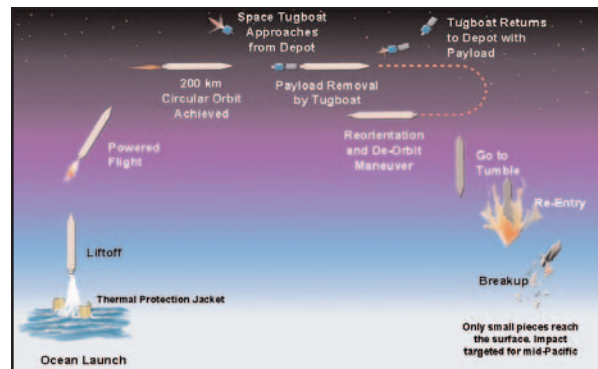 Space Tugboat
Approaches
from Depot
Tugboat Returns
to Depot with
Payload
200 km
Circular Orbit
Achieved
Payload Removal
by Tugboat
Powered
Flight
Reorientation
and De-Orbit
Maneuver
Go to
Tumble
Re-Entry
Liftoff
Breakup
Thermal Protection Jacket
Only small pieces reach
the surface. Impact
targeted for mid-Pacific
Ocean Launch